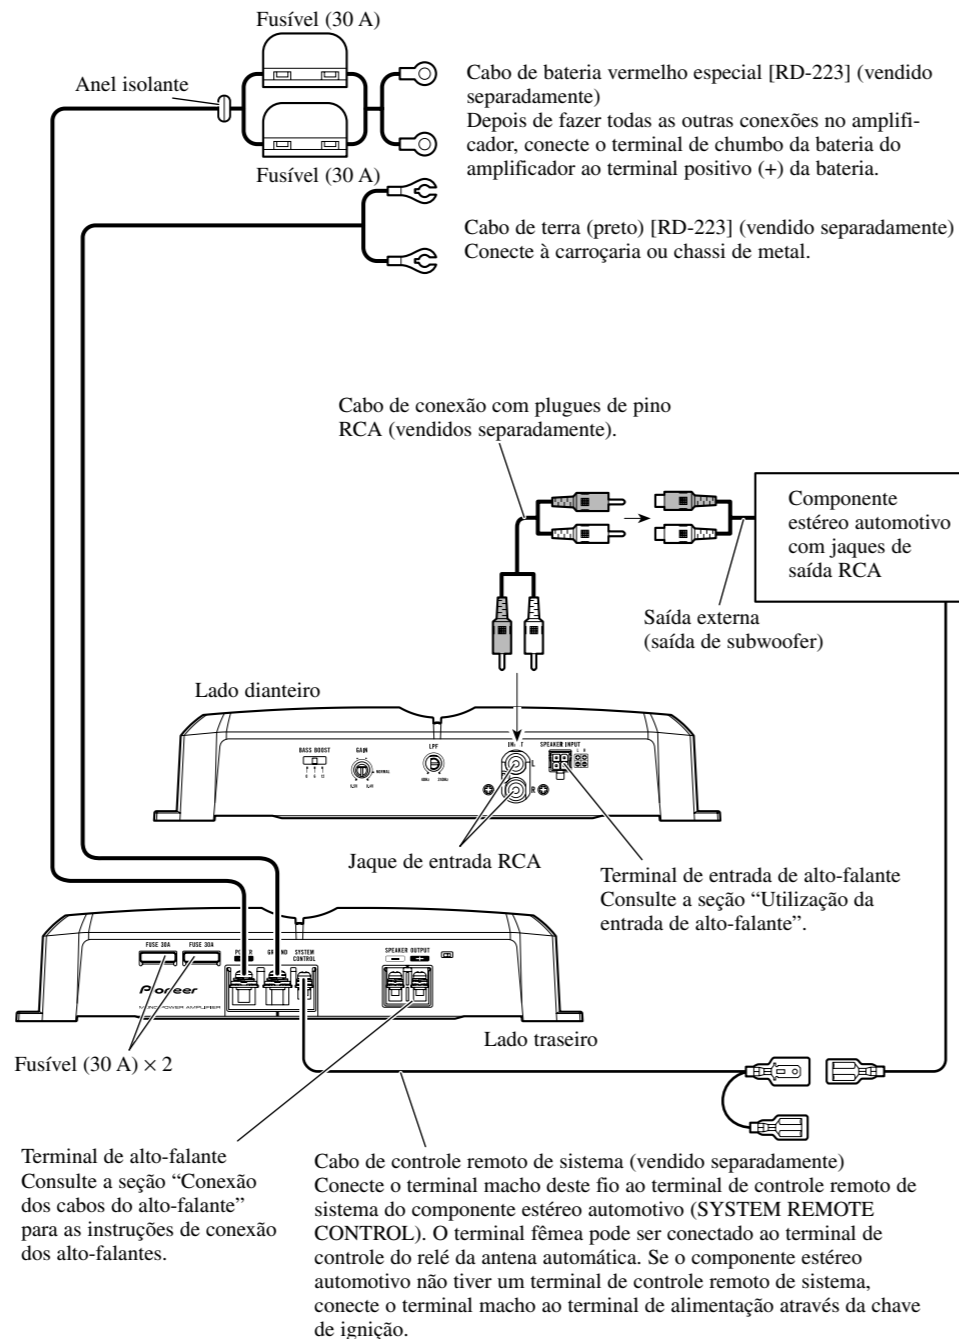 Fusível (30 A)
Anel isolante
Fusível (30 A)
Cabo de bateria vermelho especial [RD-223] (vendido
separadamente)
Depois de fazer todas as outras conexões no amplifi-
cador, conecte o terminal de chumbo da bateria do
amplificador ao terminal positivo (+) da bateria.
Cabo de terra (preto) [RD-223] (vendido separadamente)
Conecte à carroçaria ou chassi de metal.
Cabo de conexão com plugues de pino
RCA (vendidos separadamente).
Componente
estéreo automotivo
com jaques de
saída RCA
Saída externa
(saída de subwoofer)
Lado dianteiro
BASS BOOST
0 6 12
GAIN
NORMAL
LPF
SPEAKER INPUT
L R
L
R
Jaque de entrada RCA
Terminal de entrada de alto-falante
Consulte a seção “Utilização da
entrada de alto-falante”.
FUSE 30A FUSE 30A
GROUND
SYSTEM
CONTROL
SPEAKER OUTPUT
Pioneer
POWER AMPLIFIER
Lado traseiro
Fusível (30 A) × 2
Terminal de alto-falante
Consulte a seção “Conexão
dos cabos do alto-falante”
para as instruções de conexão
dos alto-falantes.
Cabo de controle remoto de sistema (vendido separadamente)
Conecte o terminal macho deste fio ao terminal de controle remoto de
sistema do componente estéreo automotivo (SYSTEM REMOTE
CONTROL). O terminal fêmea pode ser conectado ao terminal de
controle do relé da antena automática. Se o componente estéreo
automotivo não tiver um terminal de controle remoto de sistema,
conecte o terminal macho ao terminal de alimentação através da chave
de ignição.